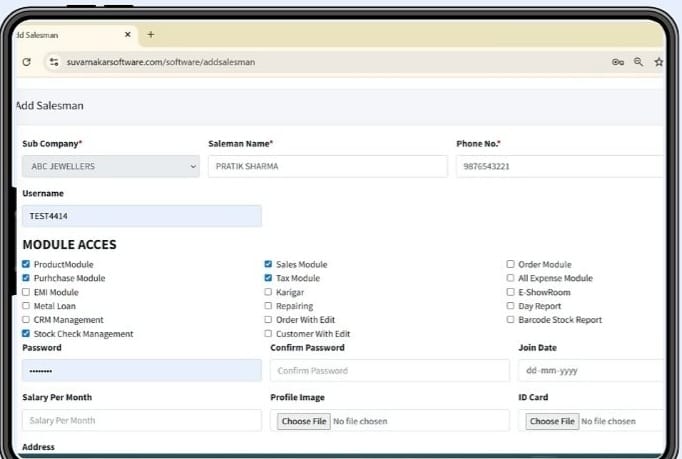 dd Salesman
suvarnakarsoftware.com/software/addsalesman
Add Salesman
Sub Company* Saleman Name* Phone No.*
ABC JEWELLERS PRATIK SHARMA 9876543221
Username
TEST4414
MODULE ACCES
ProductModule Sales Module Order Module
Purhchase Module Tax Module All Expense Module
EMI Module Karigar E-ShowRoom
Metal Loan Repairing Day Report
CRM Management Order With Edit Barcode Stock Report
Stock Check Management Customer With Edit
Password Confirm Password Join Date
•••••••• Confirm Password dd-mm-yyyy
Salary Per Month Profile Image ID Card
Salary Per Month Choose File No file chosen Choose File No file chosen
Address